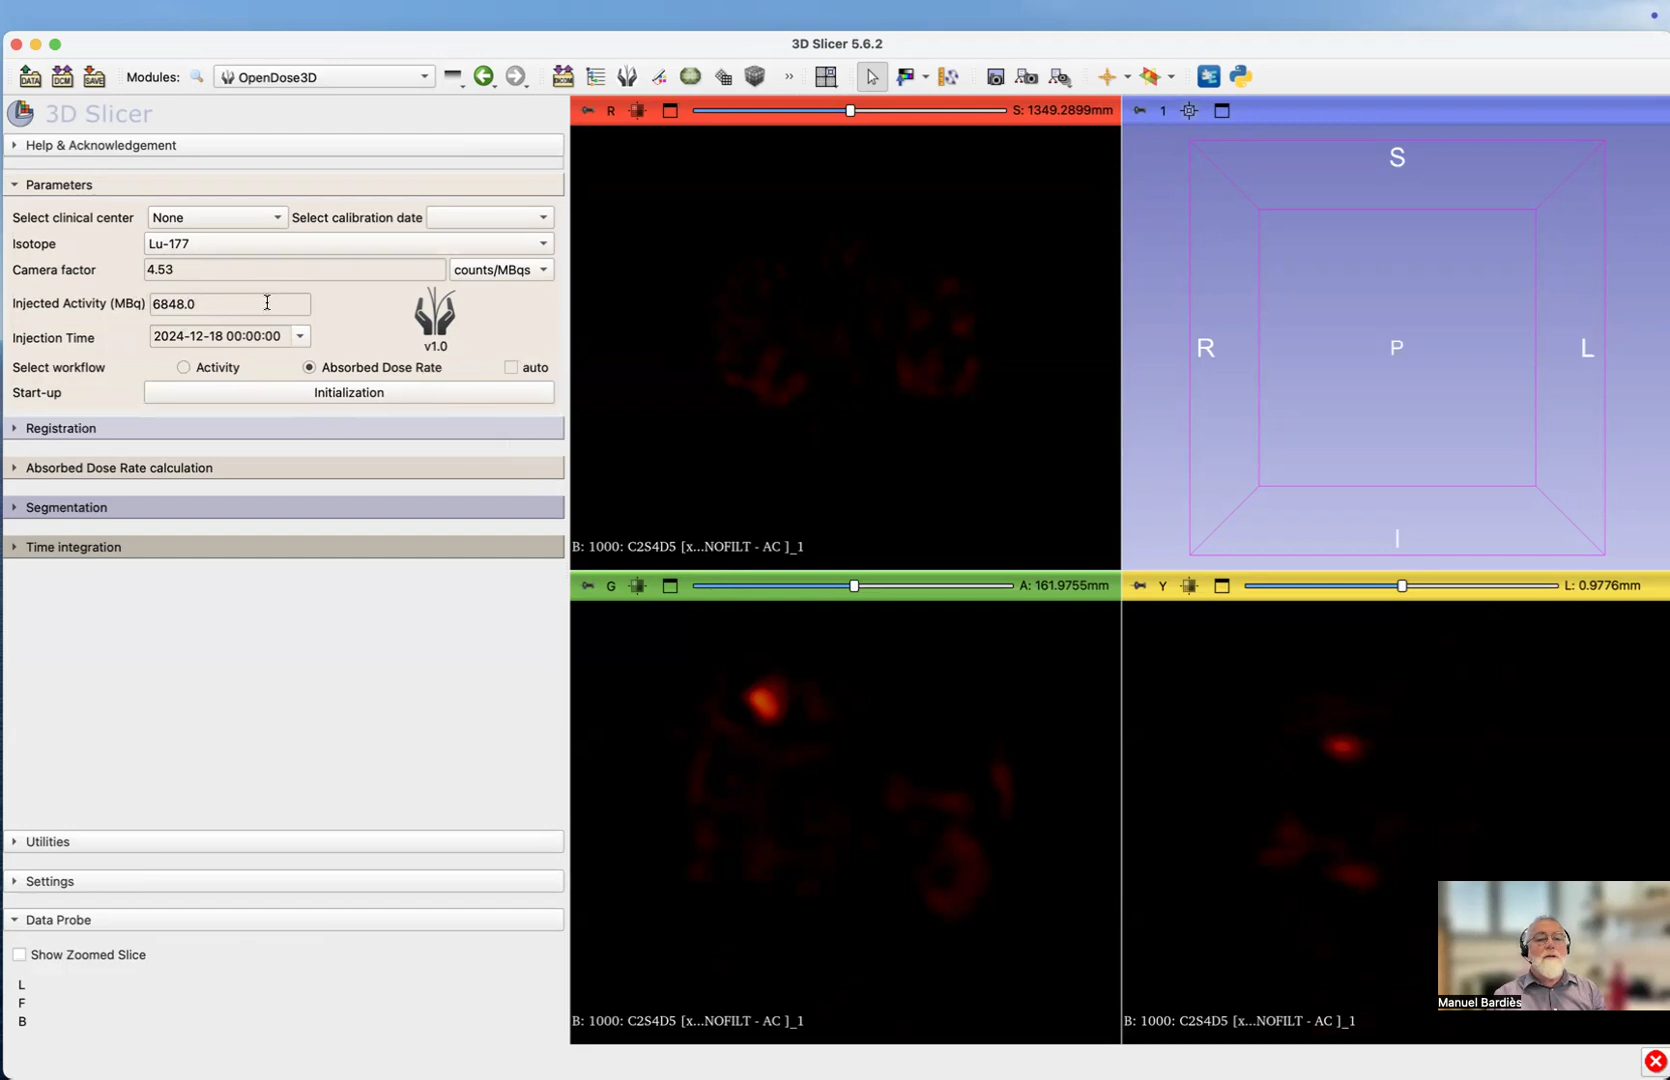 3D Slicer 5.6.2
DATA
DCM
SAVE
Modules:
OpenDose3D
3D Slicer
Help & Acknowledgement
Parameters
Select clinical center
None
Select calibration date
Isotope
Lu-177
Camera factor
4.53
counts/MBqs
Injected Activity (MBq)
6848.0
Injection Time
2024-12-18 00:00:00
v1.0
Select workflow
Activity
Absorbed Dose Rate
auto
Start-up
Initialization
Registration
Absorbed Dose Rate calculation
Segmentation
Time integration
Utilities
Settings
Data Probe
Show Zoomed Slice
L
F
B
R
S: 1349.2899mm
B: 1000: C2S4D5 [x...NOFILT - AC ]_1
1
S
R
P
L
I
G
A: 161.9755mm
B: 1000: C2S4D5 [x...NOFILT - AC ]_1
Y
L: 0.9776mm
Manuel Bardiès
B: 1000: C2S4D5 [x...NOFILT - AC ]_1